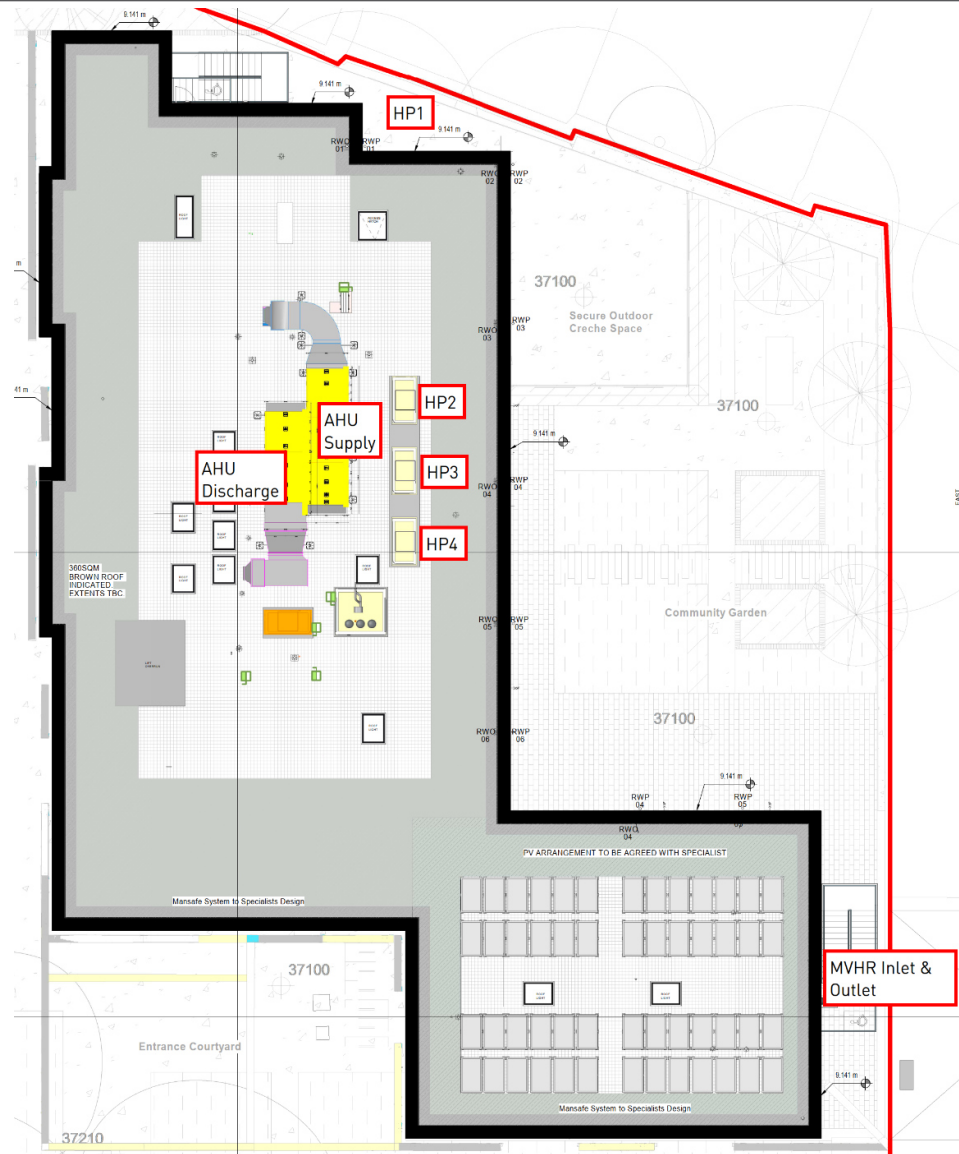 9.141 m
9.141 m
HP1
9.141 m
RWO RWP
01 01
RWO RWP
02 02
m
37100
Secure Outdoor
Creche Space
RWO RWP
03 03
41 m
HP2
37100
AHU
Supply
9.141 m
AHU
Discharge
HP3
RWO RWP
04 04
EAST
HP4
360SQM
BROWN ROOF
INDICATED.
EXTENTS TBC
Community Garden
RWO RWP
05 05
37100
RWO RWP
06 06
9.141 m
RWP
04
RWP
05
RWO
04
PV ARRANGEMENT TO BE AGREED WITH SPECIALIST
Mansafe System to Specialists Design
37100
MVHR Inlet &
Outlet
Entrance Courtyard
9.141 m
Mansafe System to Specialists Design
37210